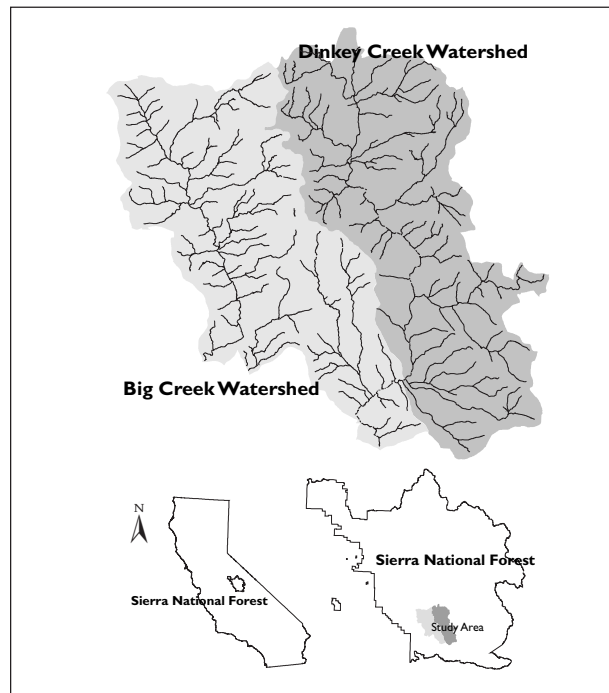 Dinkey Creek Watershed
Big Creek Watershed
N
Sierra National Forest
Sierra National Forest
Study Area